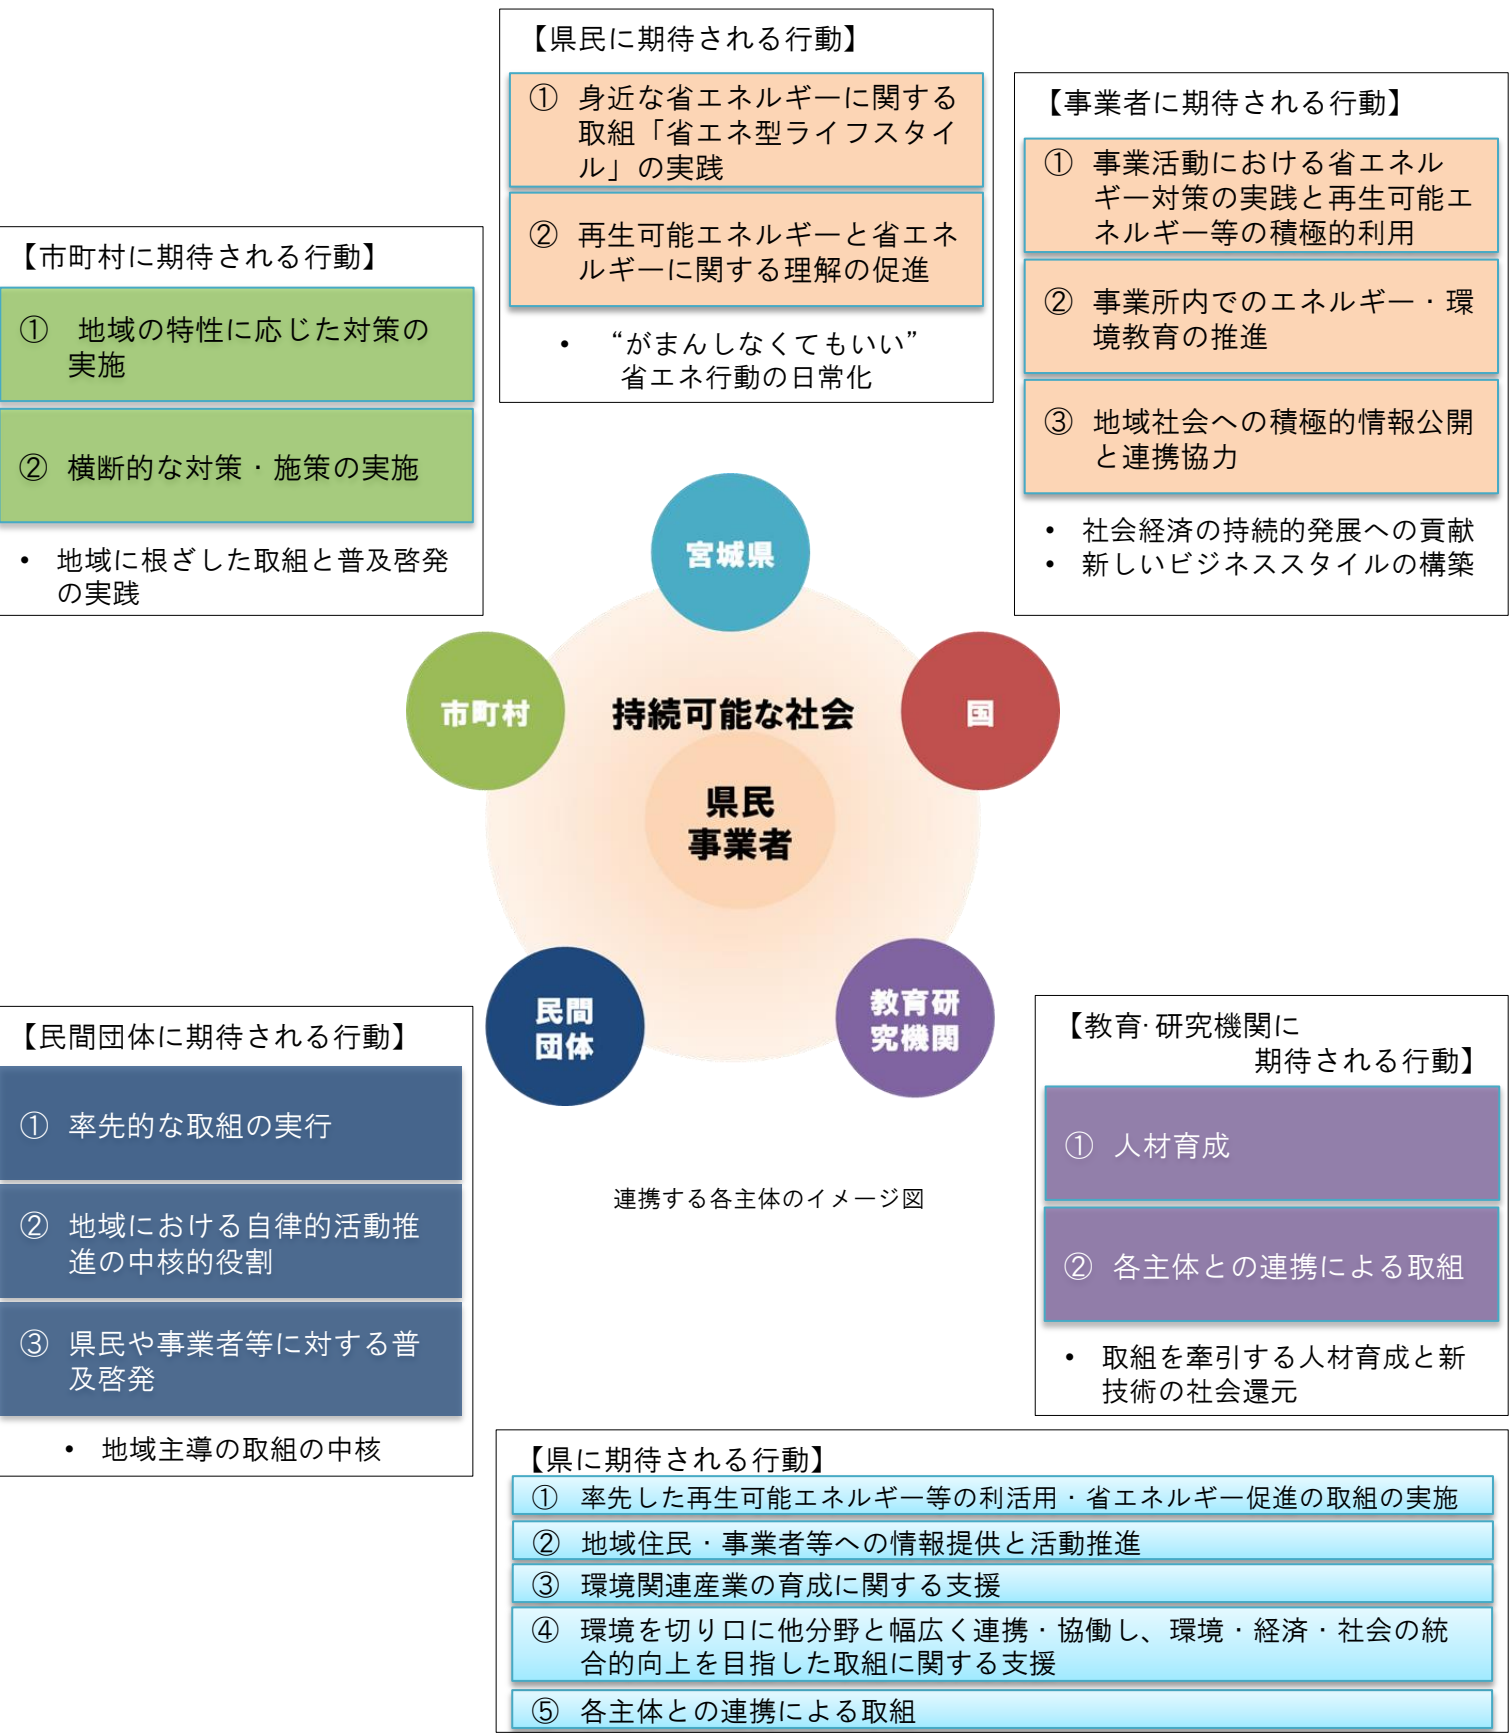 【県民に期待される行動】
① 身近な省エネルギーに関する
取組「省エネ型ライフスタイ
ル」の実践
② 再生可能エネルギーと省エネ
ルギーに関する理解の促進
• “がまんしなくてもいい”
省エネ行動の日常化
【事業者に期待される行動】
① 事業活動における省エネル
ギー対策の実践と再生可能エ
ネルギー等の積極的利用
② 事業所内でのエネルギー・環
境教育の推進
③ 地域社会への積極的情報公開
と連携協力
• 社会経済の持続的発展への貢献
• 新しいビジネススタイルの構築
【市町村に期待される行動】
① 地域の特性に応じた対策の
実施
② 横断的な対策・施策の実施
• 地域に根ざした取組と普及啓発
の実践
宮城県
市町村
持続可能な社会
国
県民
事業者
民間
団体
教育研
究機関
連携する各主体のイメージ図
【民間団体に期待される行動】
① 率先的な取組の実行
② 地域における自律的活動推
進の中核的役割
③ 県民や事業者等に対する普
及啓発
• 地域主導の取組の中核
【教育・研究機関に
期待される行動】
① 人材育成
② 各主体との連携による取組
• 取組を牽引する人材育成と新
技術の社会還元
【県に期待される行動】
① 率先した再生可能エネルギー等の利活用・省エネルギー促進の取組の実施
② 地域住民・事業者等への情報提供と活動推進
③ 環境関連産業の育成に関する支援
④ 環境を切り口に他分野と幅広く連携・協働し、環境・経済・社会の統
合的向上を目指した取組に関する支援
⑤ 各主体との連携による取組